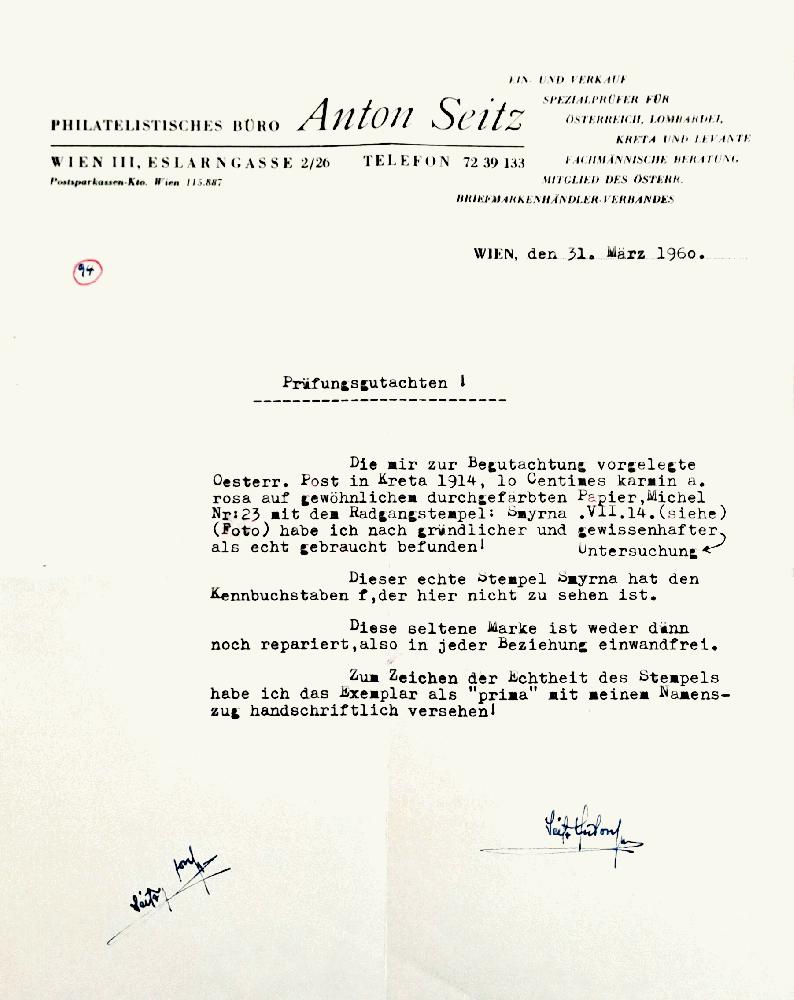 EIN- UND VERKAUF
SPEZIALPRÜFER FÜR
ÖSTERREICH, LOMBARDEI,
KRETA UND LEVANTE
FACHMÄNNISCHE BERATUNG
MITGLIED DES ÖSTERR.
BRIEFMARKENHÄNDLER-VERBANDES
PHILATELISTISCHES BÜRO Anton Seitz
WIEN III, ESLARNGASSE 2/26 TELEFON 72 39 133
Postsparkassen-Kto. Wien 115.887
WIEN, den 31. März 1960.
94
Prüfungsgutachten !
Die mir zur Begutachtung vorgelegte
Oesterr. Post in Kreta 1914, 1o Centimes karmin a.
rosa auf gewöhnlichem durchgefärbten Papier,Michel
Nr:23 mit dem Radgangstempel: Smyrna .VII.14.(siehe)
(Foto) habe ich nach gründlicher und gewissenhafter
als echt gebraucht befunden! Untersuchung
Dieser echte Stempel Smyrna hat den
Kennbuchstaben f,der hier nicht zu sehen ist.
Diese seltene Marke ist weder dünn
noch repariert,also in jeder Beziehung einwandfrei.
Zum Zeichen der Echtheit des Stempels
habe ich das Exemplar als "prima" mit meinem Namens-
zug handschriftlich versehen!
Seitz Anton
Seitz